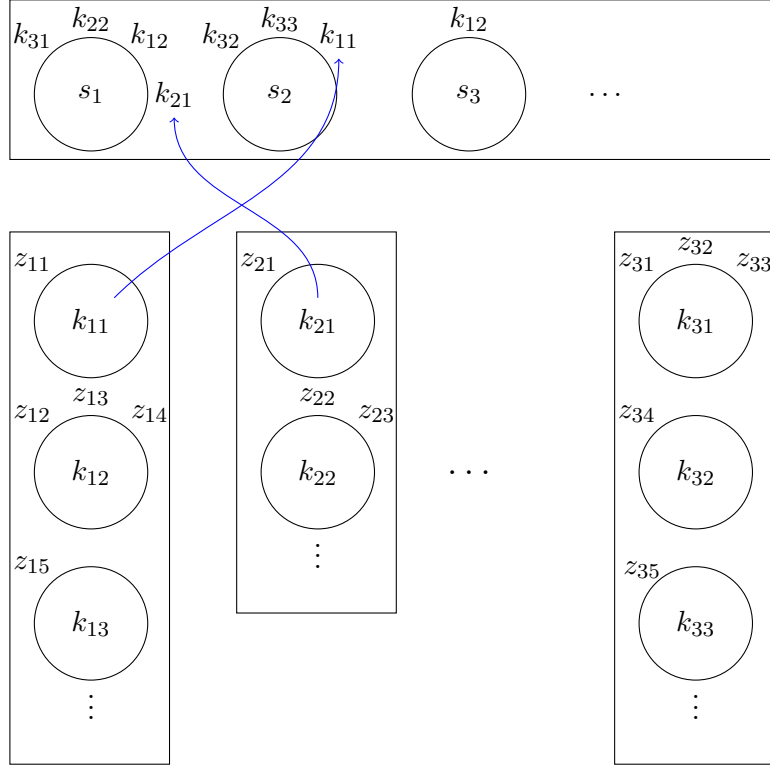 k₃₁ k₂₂ k₁₂ k₃₂ k₃₃ k₁₁ k₁₂
s₁ k₂₁ s₂ s₃ ⋯
z₁₁ z₂₁ z₃₁ z₃₂ z₃₃
k₁₁ k₂₁ k₃₁
z₁₂ z₁₃ z₁₄ z₂₂ z₂₃ z₃₄
k₁₂ k₂₂ ⋯ k₃₂
⋮
z₁₅ z₃₅
k₁₃ k₃₃
⋮ ⋮